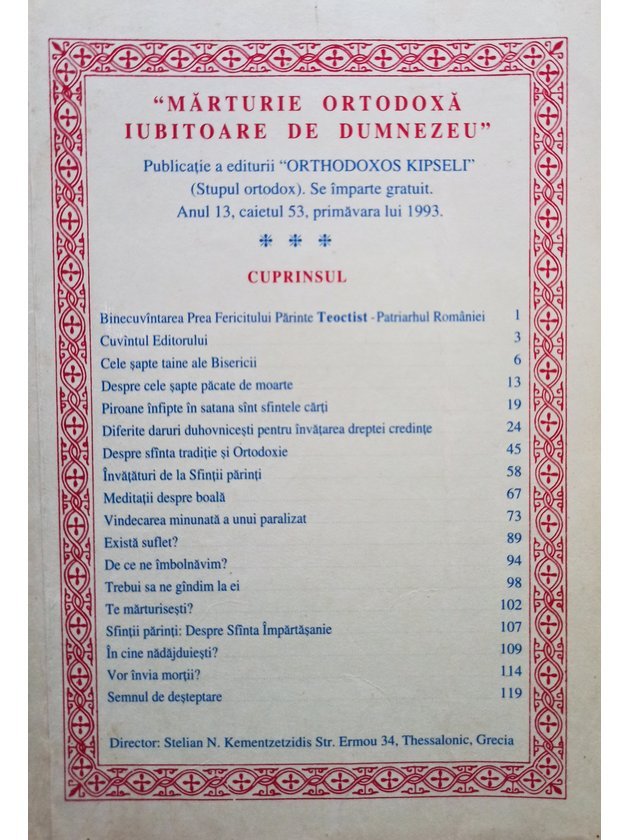 “MĂRTURIE ORTODOXĂ
IUBITOARE DE DUMNEZEU”
Publicație a editurii “ORTHODOXOS KIPSELI”
(Stupul ortodox). Se împarte gratuit.
Anul 13, caietul 53, primăvara lui 1993.
CUPRINSUL
Binecuvîntarea Prea Fericitului Părinte Teoctist - Patriarhul României 1
Cuvîntul Editorului 3
Cele șapte taine ale Bisericii 6
Despre cele șapte păcate de moarte 13
Piroane înfipte în satana sînt sfintele cărți 19
Diferite daruri duhovnicești pentru învățarea dreptei credințe 24
Despre sfînta tradiție și Ortodoxie 45
Învățături de la Sfinții părinți 58
Meditații despre boală 67
Vindecarea minunată a unui paralizat 73
Există suflet? 89
De ce ne îmbolnăvim? 94
Trebui sa ne gîndim la ei 98
Te mărturisești? 102
Sfinții părinți: Despre Sfînta Împărtășanie 107
În cine nădăjduiești? 109
Vor învia morții? 114
Semnul de deșteptare 119
Director: Stelian N. Kementzetzidis Str. Ermou 34, Thessalonic, Grecia